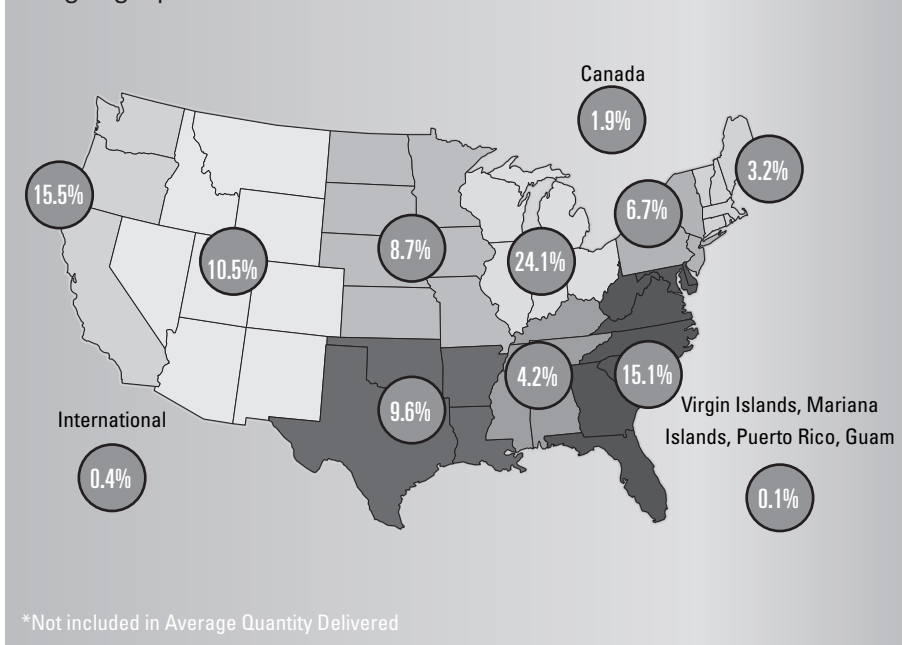 Canada
1.9%
3.2%
15.5%
6.7%
10.5%
8.7%
24.1%
4.2%
15.1%
9.6%
Virgin Islands, Mariana
Islands, Puerto Rico, Guam
International
0.4%
0.1%
*Not included in Average Quantity Delivered